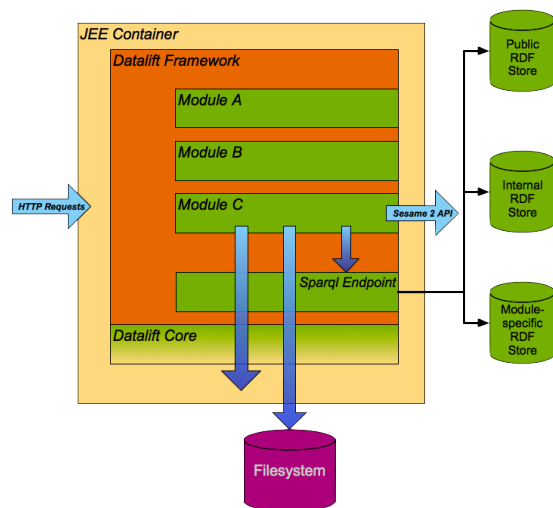 JEE Container
Datalift Framework
Module A
Module B
Module C
Sparql Endpoint
Datalift Core
HTTP Requests
Sesame 2 API
Public
RDF
Store
Internal
RDF
Store
Module-
specific
RDF
Store
Filesystem